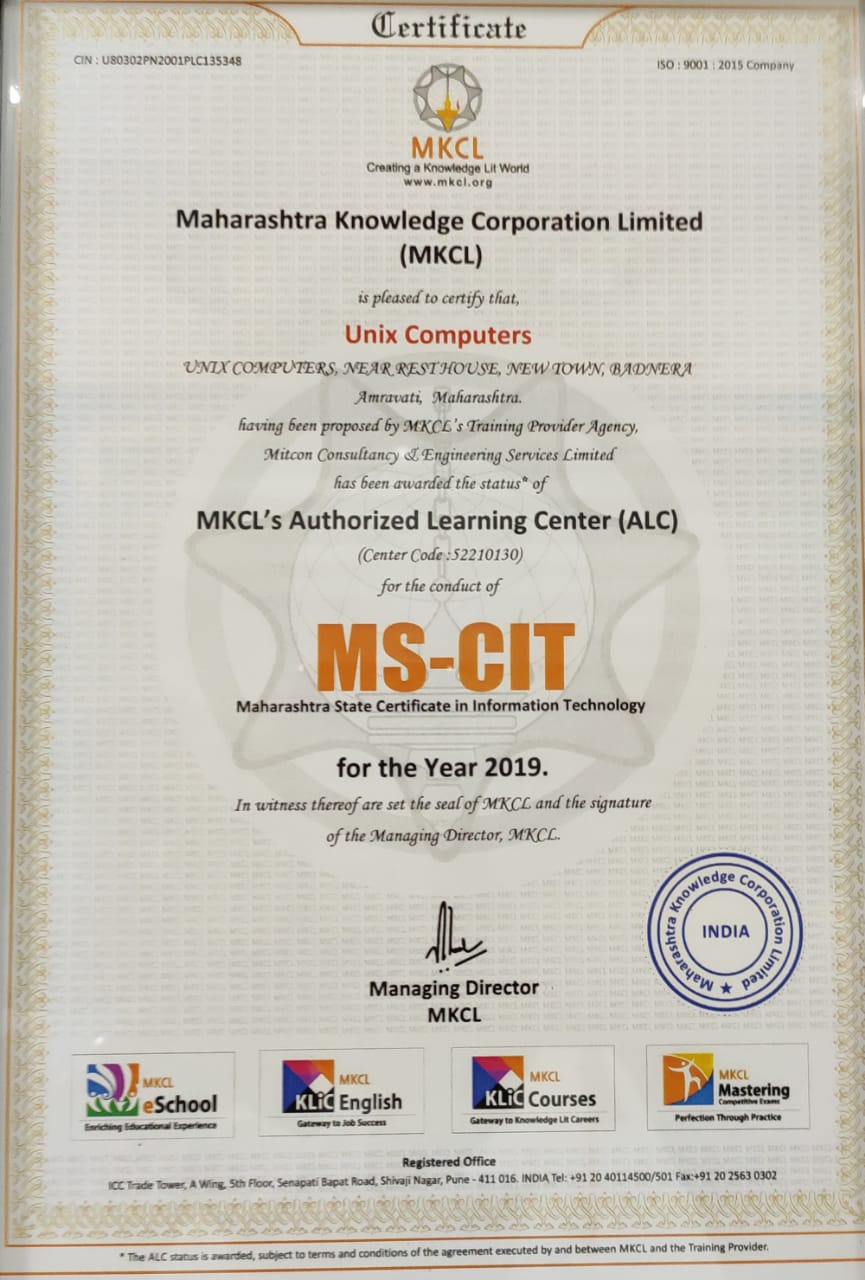 Certificate
CIN : U80302PN2001PLC135348
ISO : 9001 : 2015 Company
MKCL
Creating a Knowledge Lit World
www.mkcl.org
Maharashtra Knowledge Corporation Limited
(MKCL)
is pleased to certify that,
Unix Computers
UNIX COMPUTERS, NEAR REST HOUSE, NEW TOWN, BADNERA
Amravati, Maharashtra.
having been proposed by MKCL's Training Provider Agency,
Mitcon Consultancy & Engineering Services Limited
has been awarded the status* of
MKCL's Authorized Learning Center (ALC)
(Center Code :52210130)
for the conduct of
MS-CIT
Maharashtra State Certificate in Information Technology
for the Year 2019.
In witness thereof are set the seal of MKCL and the signature
of the Managing Director, MKCL.
Maharashtra Knowledge Corporation Limited ★
INDIA
Managing Director
MKCL
MKCL
eSchool
Enriching Educational Experience
MKCL
KLiC English
Gateway to Job Success
MKCL
KLiC Courses
Gateway to Knowledge Lit Careers
MKCL
Mastering
Competitive Exams
Perfection Through Practice
Registered Office
ICC Trade Tower, A Wing, 5th Floor, Senapati Bapat Road, Shivaji Nagar, Pune - 411 016. INDIA Tel: +91 20 40114500/501 Fax:+91 20 2563 0302
* The ALC status is awarded, subject to terms and conditions of the agreement executed by and between MKCL and the Training Provider.